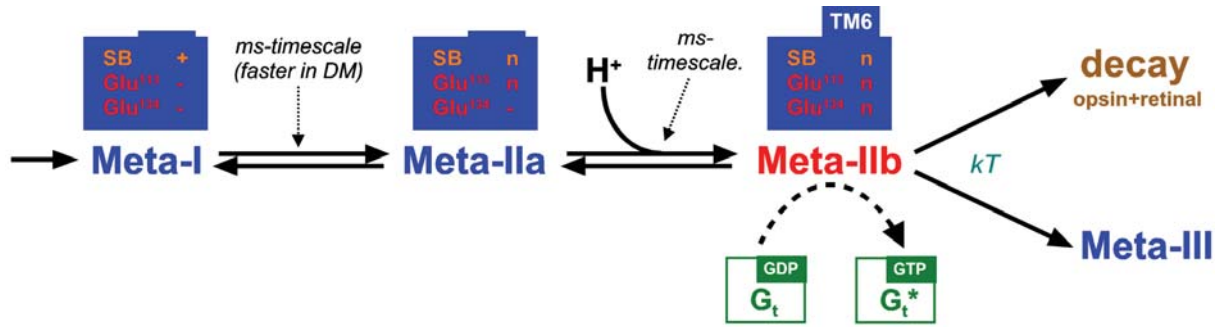 TM6
SB +
Glu¹¹³ -
Glu¹³⁴ -
ms-timescale
(faster in DM)
SB n
Glu¹¹³ n
Glu¹³⁴ -
H⁺
ms-
timescale.
SB n
Glu¹¹³ n
Glu¹³⁴ n
decay
opsin+retinal
Meta-I
Meta-IIa
Meta-IIb
kT
Meta-III
GDP
Gₜ
GTP
Gₜ*